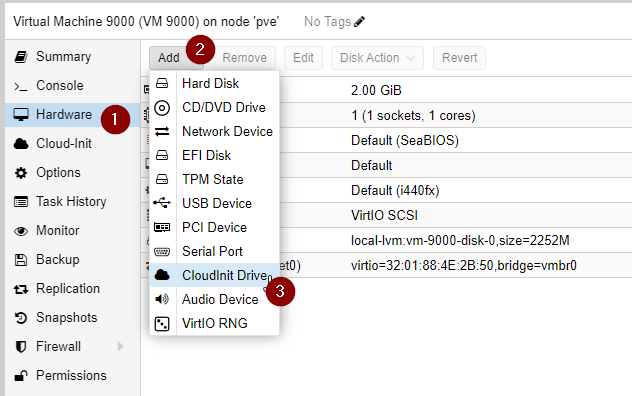 Virtual Machine 9000 (VM 9000) on node 'pve' No Tags
Summary
Console
Hardware 1
Cloud-Init
Options
Task History
Monitor
Backup
Replication
Snapshots
Firewall
Permissions
Add 2 Remove Edit Disk Action Revert
Hard Disk
CD/DVD Drive
Network Device
EFI Disk
TPM State
USB Device
PCI Device
Serial Port
CloudInit Drive 3
Audio Device
VirtIO RNG
2.00 GiB
1 (1 sockets, 1 cores)
Default (SeaBIOS)
Default
Default (i440fx)
VirtIO SCSI
local-lvm:vm-9000-disk-0,size=2252M
et0) virtio=32:01:88:4E:2B:50,bridge=vmbr0